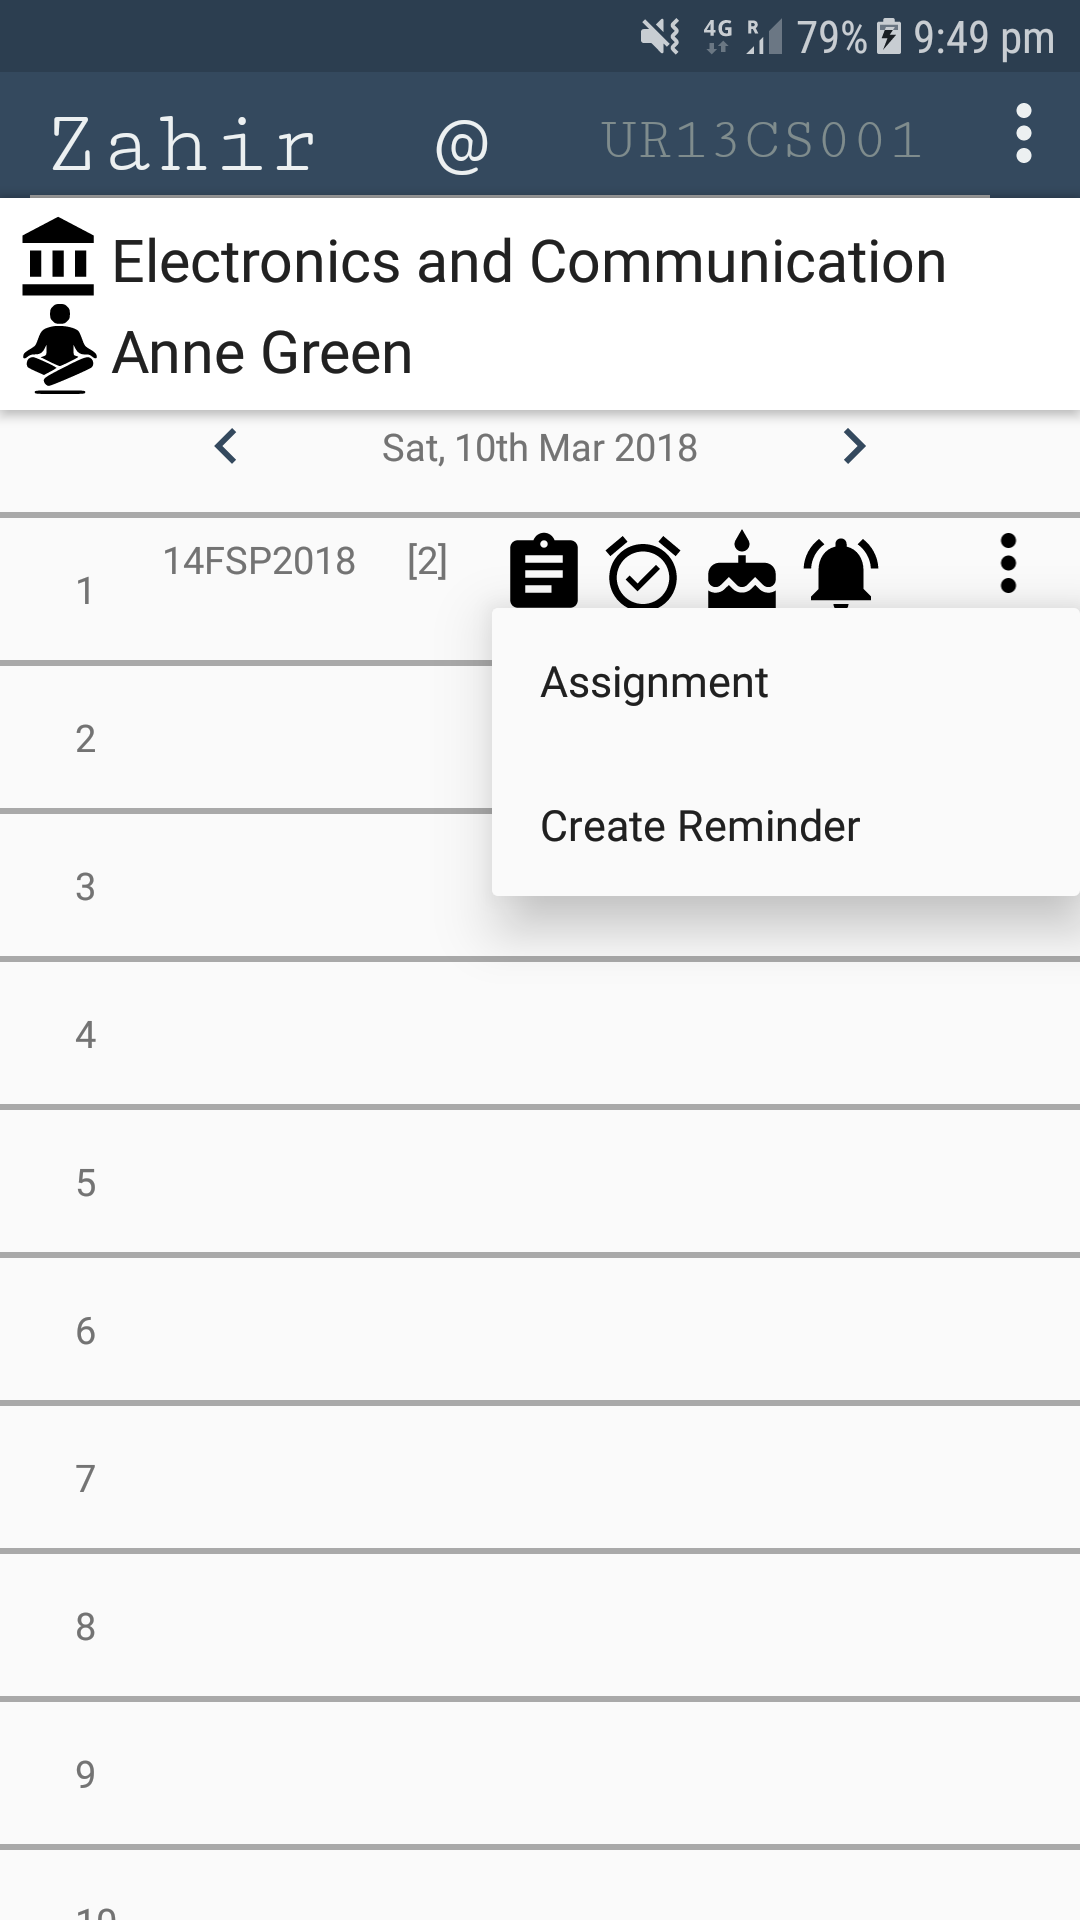 4G R 79% 9:49 pm
Zahir @ UR13CS001
Electronics and Communication
Anne Green
Sat, 10th Mar 2018
1 14FSP2018 [2]
Assignment
2
Create Reminder
3
4
5
6
7
8
9
10